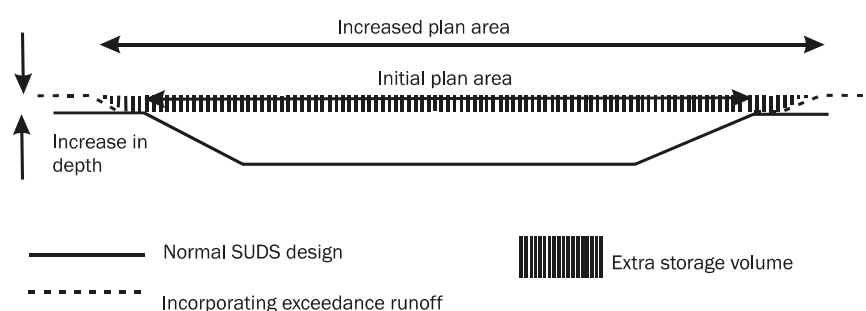 Increased plan area
Initial plan area
Increase in
depth
Normal SUDS design
Extra storage volume
Incorporating exceedance runoff